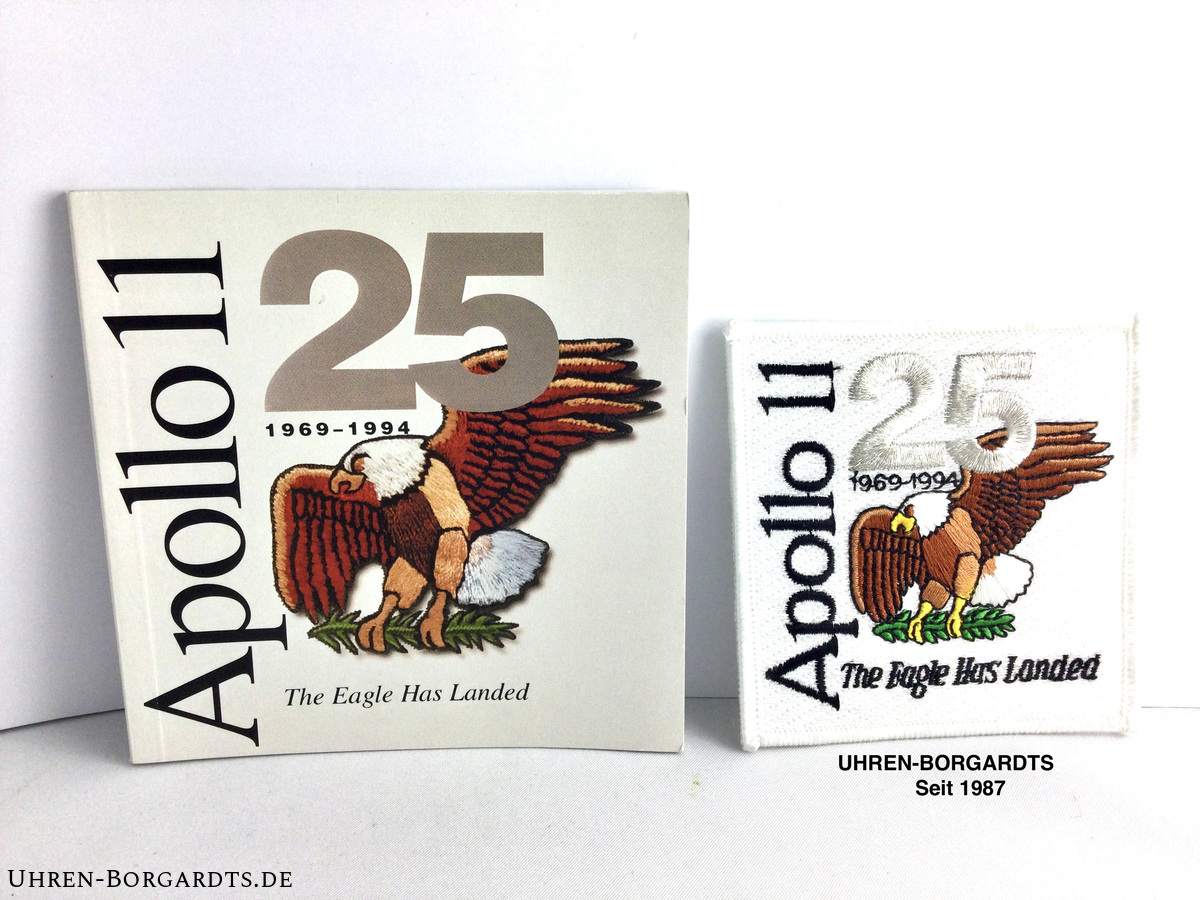 Apollo 11
25
1969–1994
The Eagle Has Landed
Apollo 11
25
1969-1994
The Eagle Has Landed
UHREN-BORGARDTS
Seit 1987
UHREN-BORGARDTS.DE